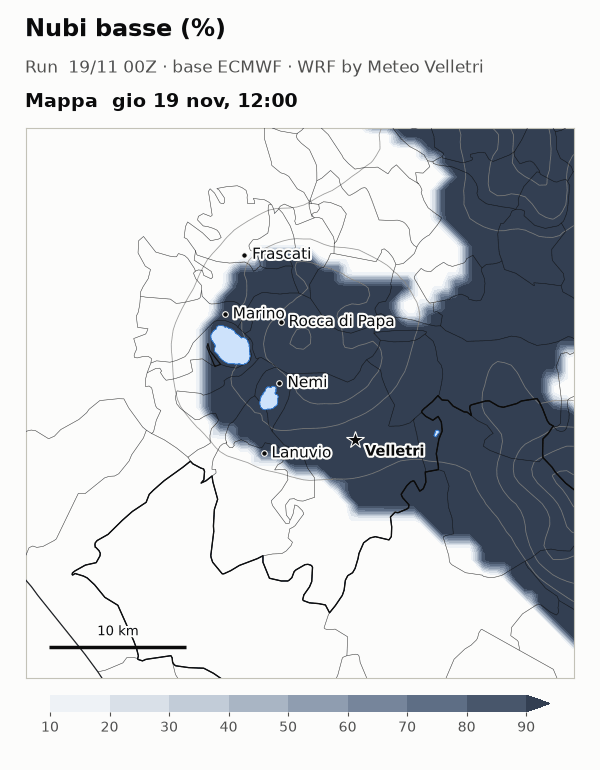 Nubi basse (%)
Run 19/11 00Z · base ECMWF · WRF by Meteo Velletri
Mappa gio 19 nov, 12:00
Frascati
Marino
Rocca di Papa
Nemi
Velletri
Lanuvio
10 km
10 20 30 40 50 60 70 80 90